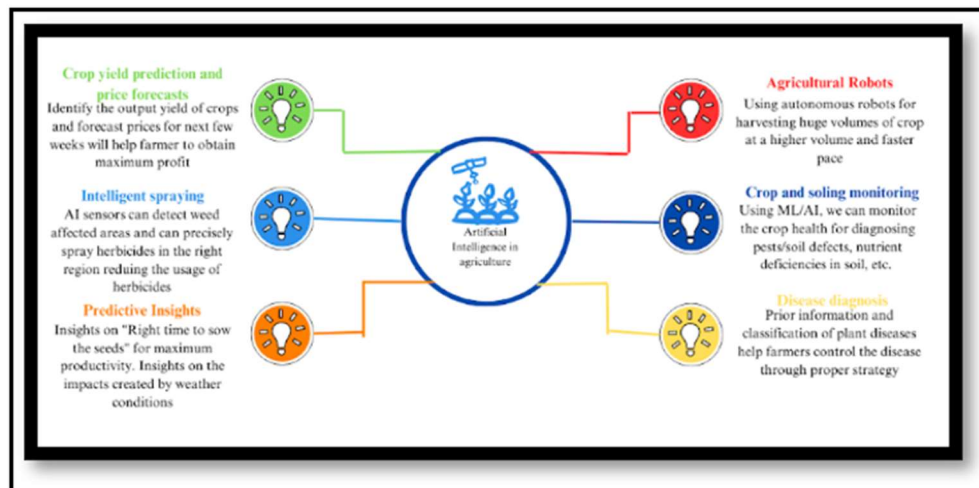 Crop yield prediction and
price forecasts
Identify the output yield of crops
and forecast prices for next few
weeks will help farmer to obtain
maximum profit
Intelligent spraying
AI sensors can detect weed
affected areas and can precisely
spray herbicides in the right
region reduing the usage of
herbicides
Predictive Insights
Insights on "Right time to sow
the seeds" for maximum
productivity. Insights on the
impacts created by weather
conditions
Artificial
Intelligence in
agriculture
Agricultural Robots
Using autonomous robots for
harvesting huge volumes of crop
at a higher volume and faster
pace
Crop and soling monitoring
Using ML/AI, we can monitor
the crop health for diagnosing
pests/soil defects, nutrient
deficiencies in soil, etc.
Disease diagnosis
Prior information and
classification of plant diseases
help farmers control the disease
through proper strategy